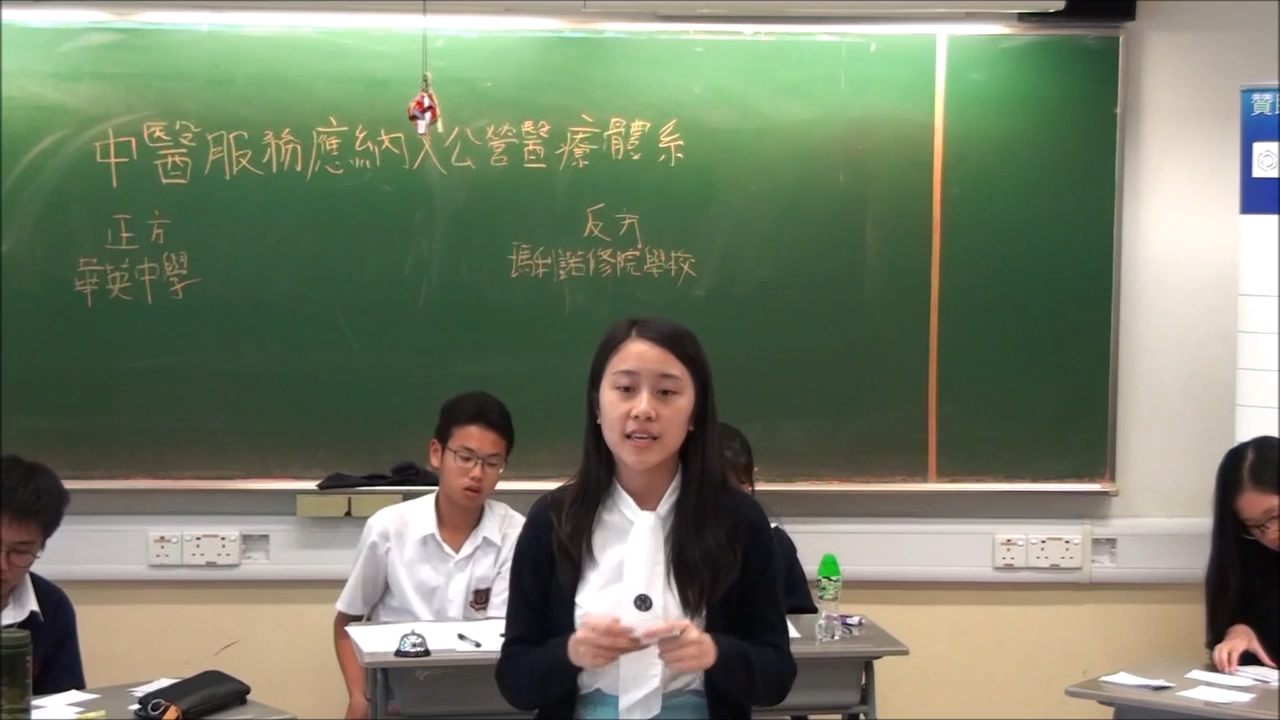 中醫服務應納入公營醫療體系
正方
華英中學
反方
瑪利諾修院學校
贊